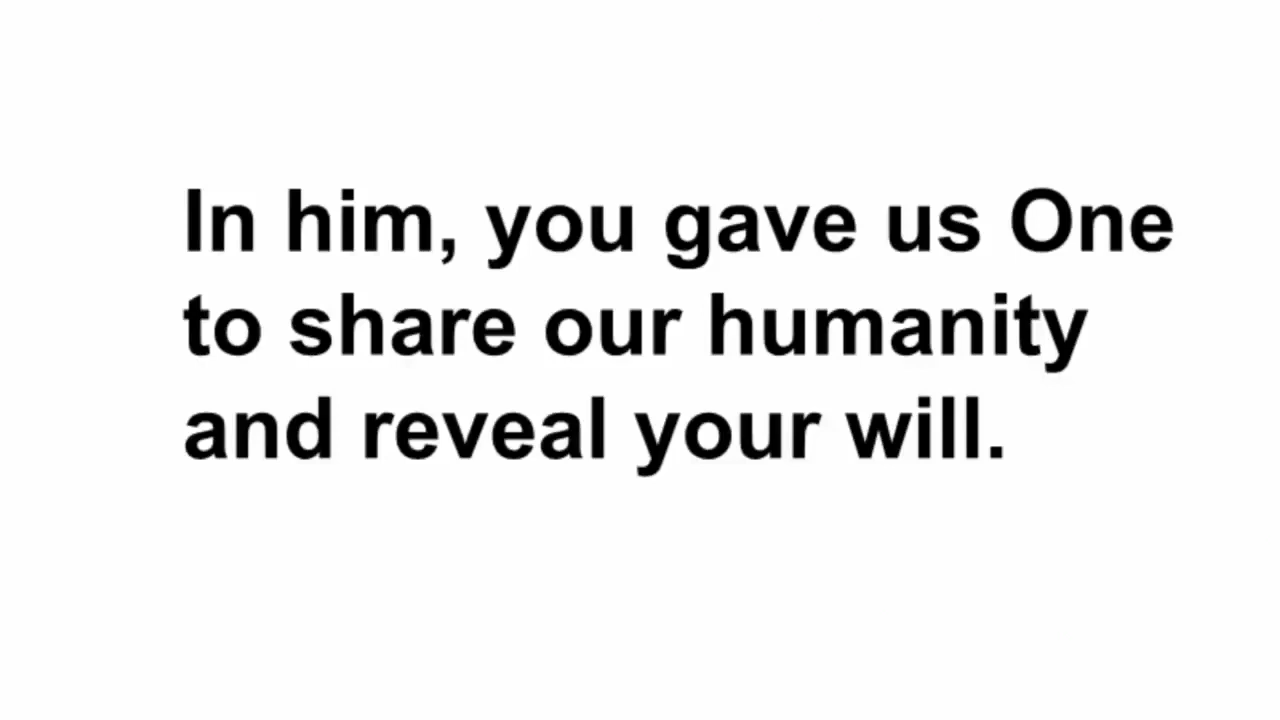 In him, you gave us One
to share our humanity
and reveal your will.